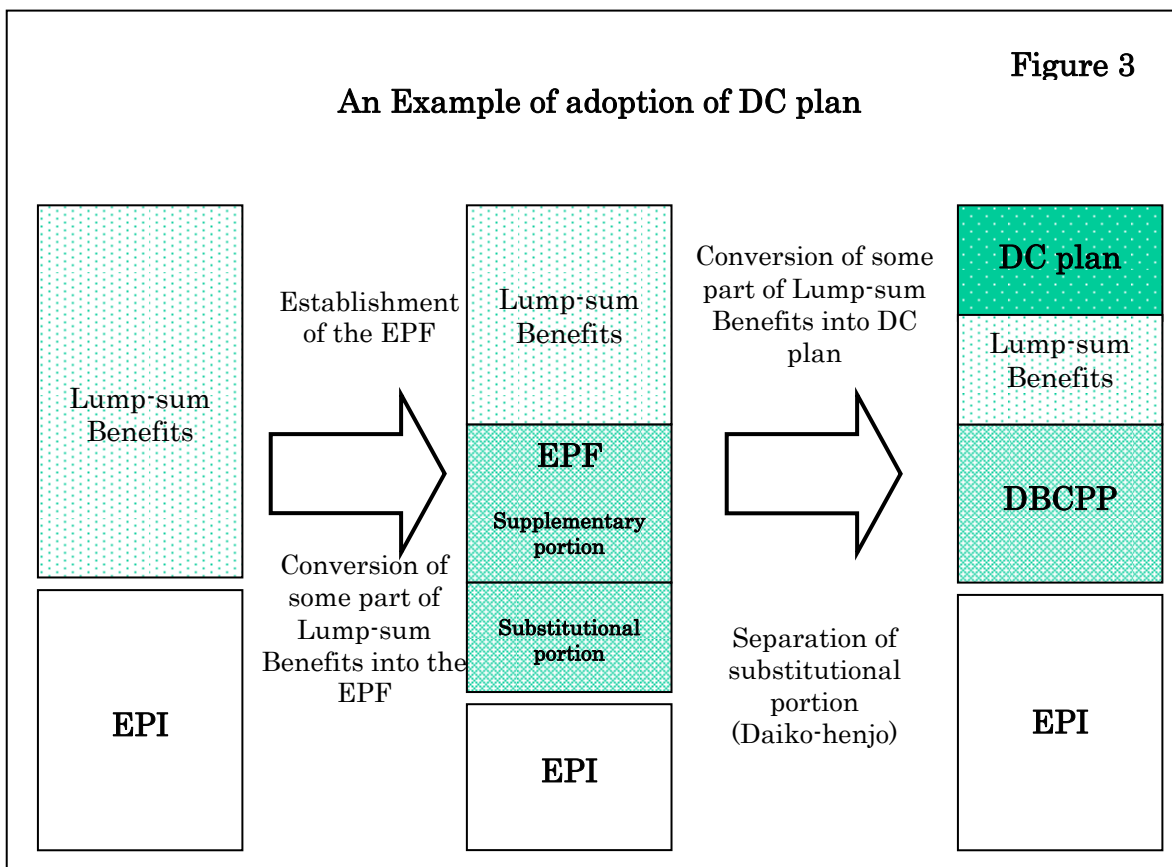 Figure 3
An Example of adoption of DC plan
Lump-sum
Benefits
EPI
Establishment
of the EPF
Conversion of
some part of
Lump-sum
Benefits into the
EPF
Lump-sum
Benefits
EPF
Supplementary
portion
Substitutional
portion
EPI
Conversion of some
part of Lump-sum
Benefits into DC
plan
Separation of
substitutional
portion
(Daiko-henjo)
DC plan
Lump-sum
Benefits
DBCPP
EPI